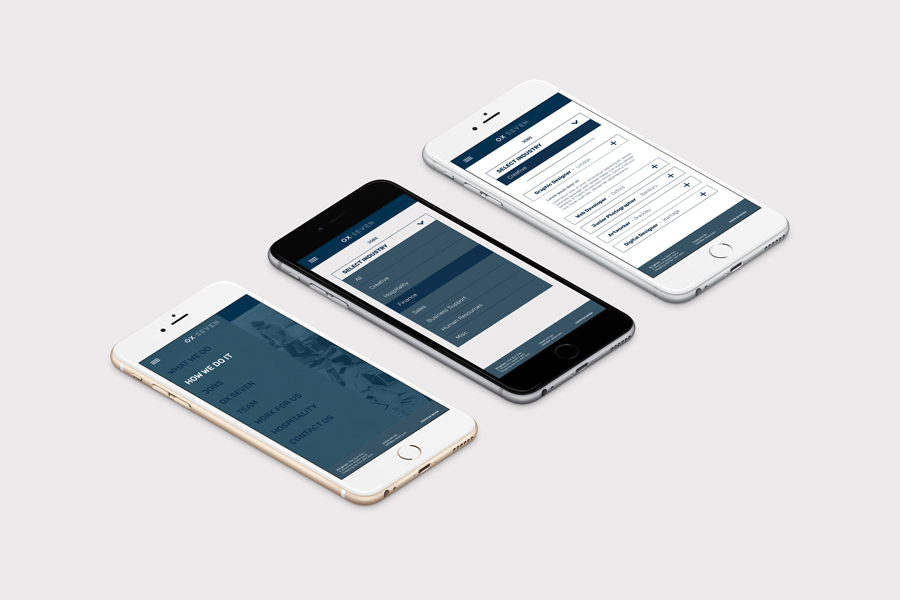 OX SEVEN
WHAT WE DO
HOW WE DO IT
JOBS
OX SEVEN
TEAM
WORK FOR US
HOSPITALITY
CONTACT US
OX SEVEN
JOBS
SELECT INDUSTRY
All
Creative
Hospitality
Finance
Sales
Business Support
Human Resources
Misc
OX SEVEN
JOBS
SELECT INDUSTRY
Creative
Graphic Designer - London
Web Developer - Oxford
Junior Photographer - Banbury
Artworker - Bromley
Digital Designer - Wantage